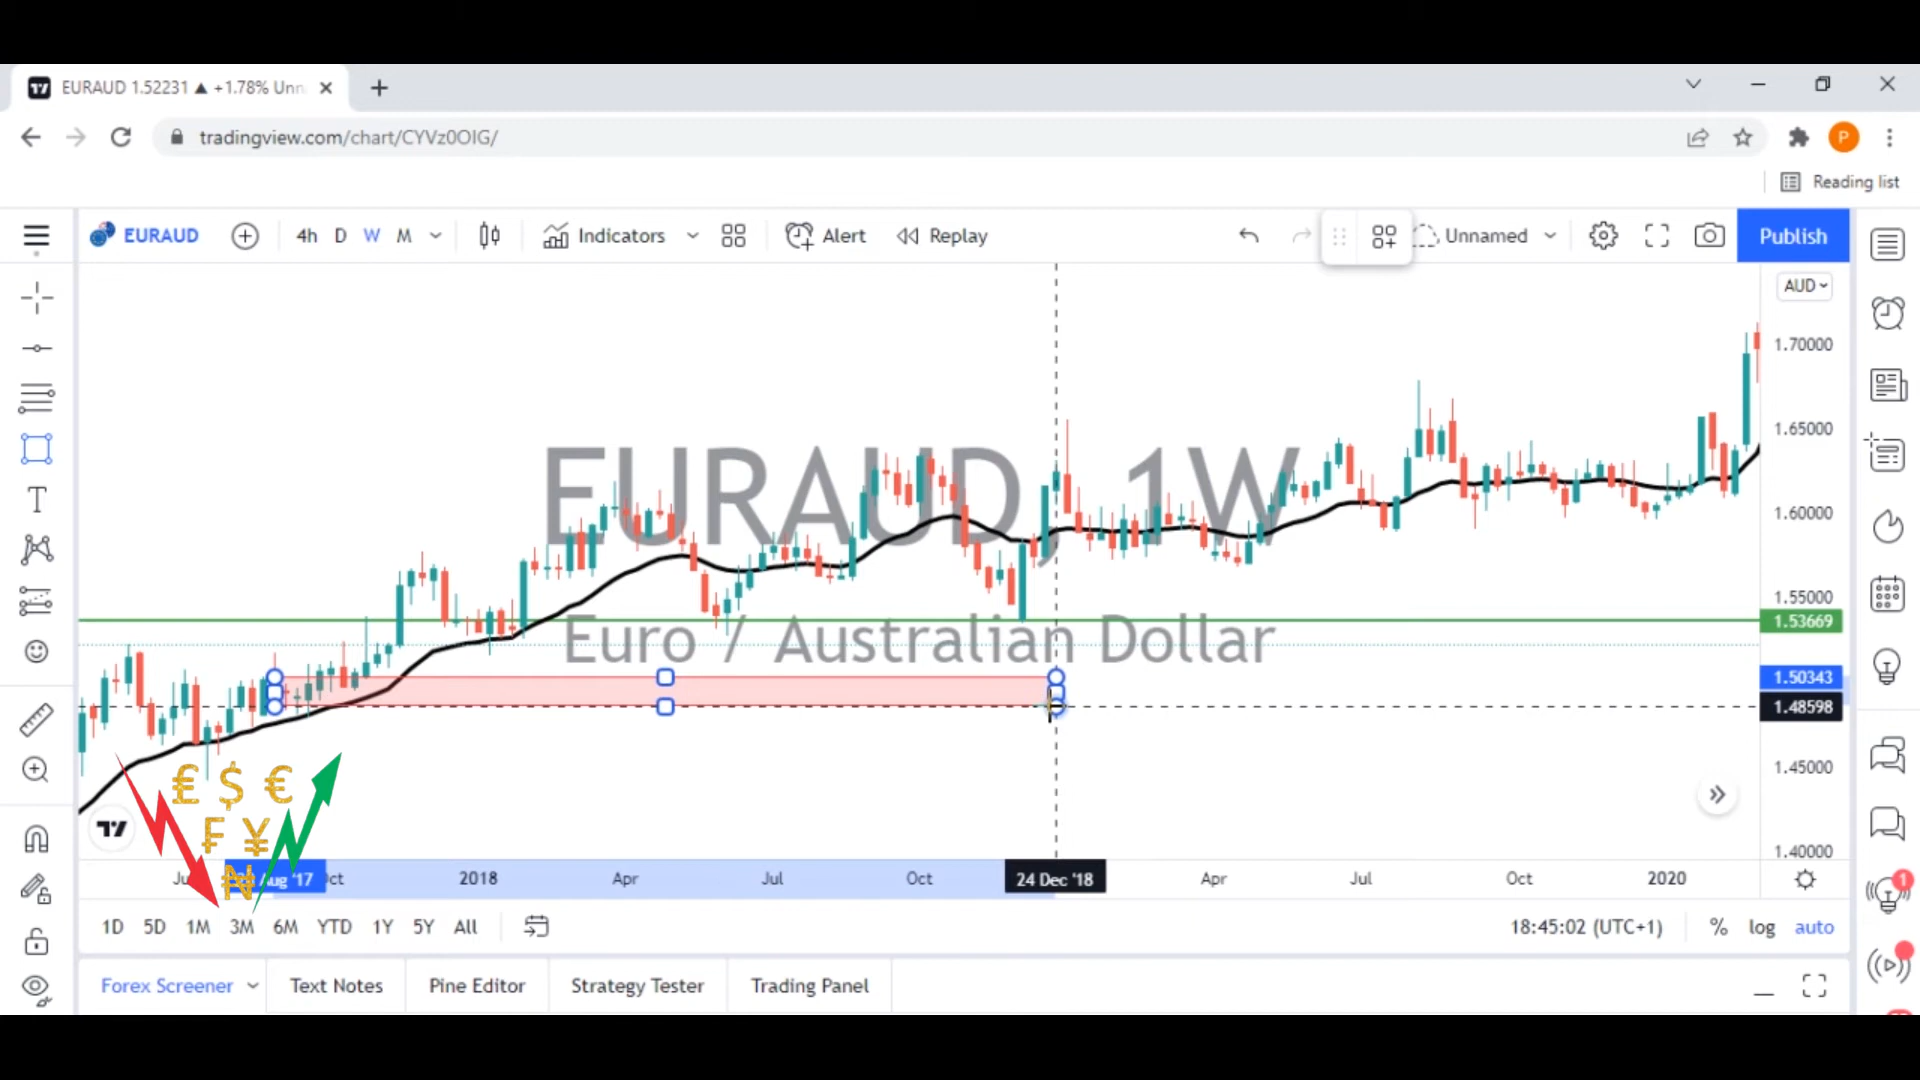 EURAUD 1.52231 ▲ +1.78% Unn
tradingview.com/chart/CYVz0OIG/
P
Reading list
EURAUD 4h D W M Indicators Alert Replay Unnamed Publish
AUD
1.70000
1.65000
1.60000
1.55000
1.53669
1.50343
1.48598
1.45000
1.40000
EURAUD, 1W
Euro / Australian Dollar
£ $ €
₣ ¥
₦
Aug '17 2018 Apr Jul Oct 24 Dec '18 Apr Jul Oct 2020
1D 5D 1M 3M 6M YTD 1Y 5Y All 18:45:02 (UTC+1) % log auto
Forex Screener Text Notes Pine Editor Strategy Tester Trading Panel
1